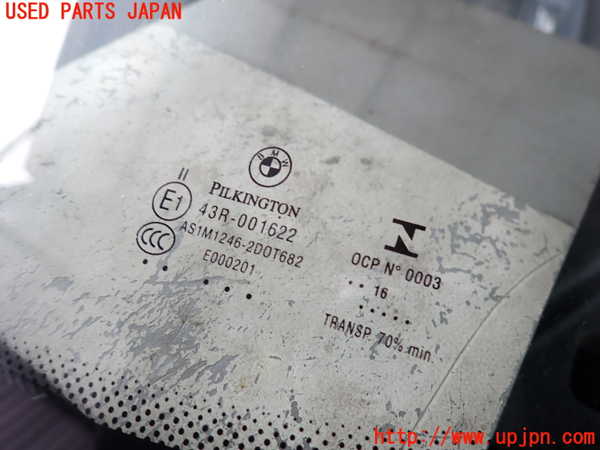 USED PARTS JAPAN
BMW
PILKINGTON
II
E1
43R-001622
CCC
AS1M1246-2DOT682
E000201
OCP N° 0003
16
TRANSP 70% min.
http://www.upjpn.com/